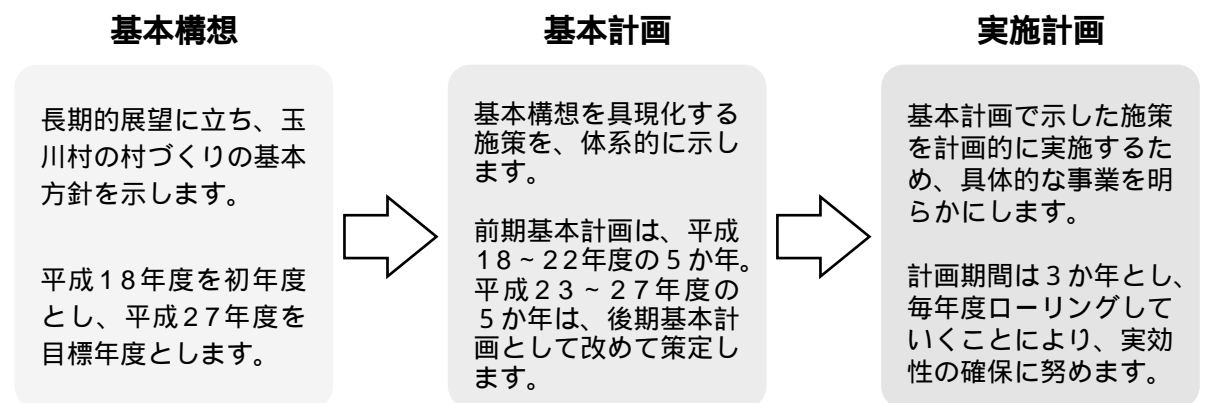 基本構想
長期的展望に立ち、玉
川村の村づくりの基本
方針を示します。
平成18年度を初年度
とし、平成27年度を
目標年度とします。
基本計画
基本構想を具現化する
施策を、体系的に示し
ます。
前期基本計画は、平成
18~22年度の5か年。
平成23~27年度の
5か年は、後期基本計
画として改めて策定し
ます。
実施計画
基本計画で示した施策
を計画的に実施するた
め、具体的な事業を明
らかにします。
計画期間は3か年とし、
毎年度ローリングして
いくことにより、実効
性の確保に努めます。